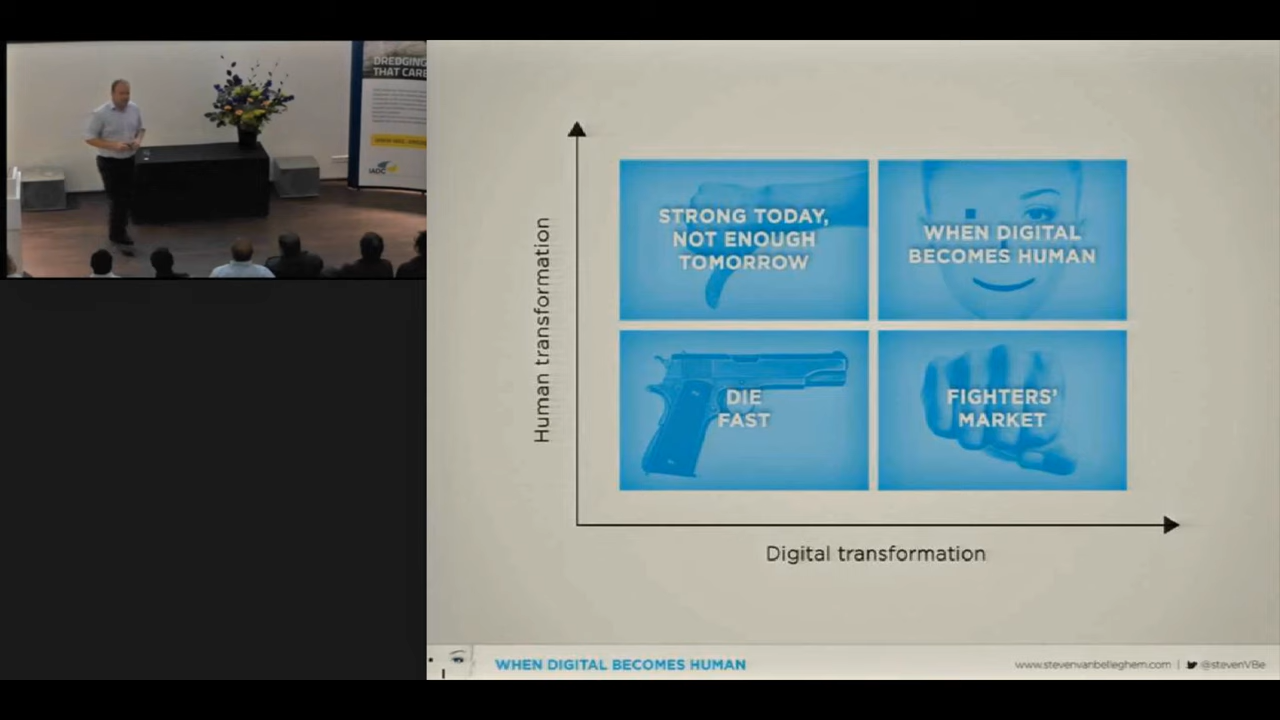 DREDGING
THAT CARE
IADC
Human transformation
STRONG TODAY,
NOT ENOUGH
TOMORROW
WHEN DIGITAL
BECOMES HUMAN
DIE
FAST
FIGHTERS'
MARKET
Digital transformation
WHEN DIGITAL BECOMES HUMAN
www.stevenvanbelleghem.com | @stevenVBe